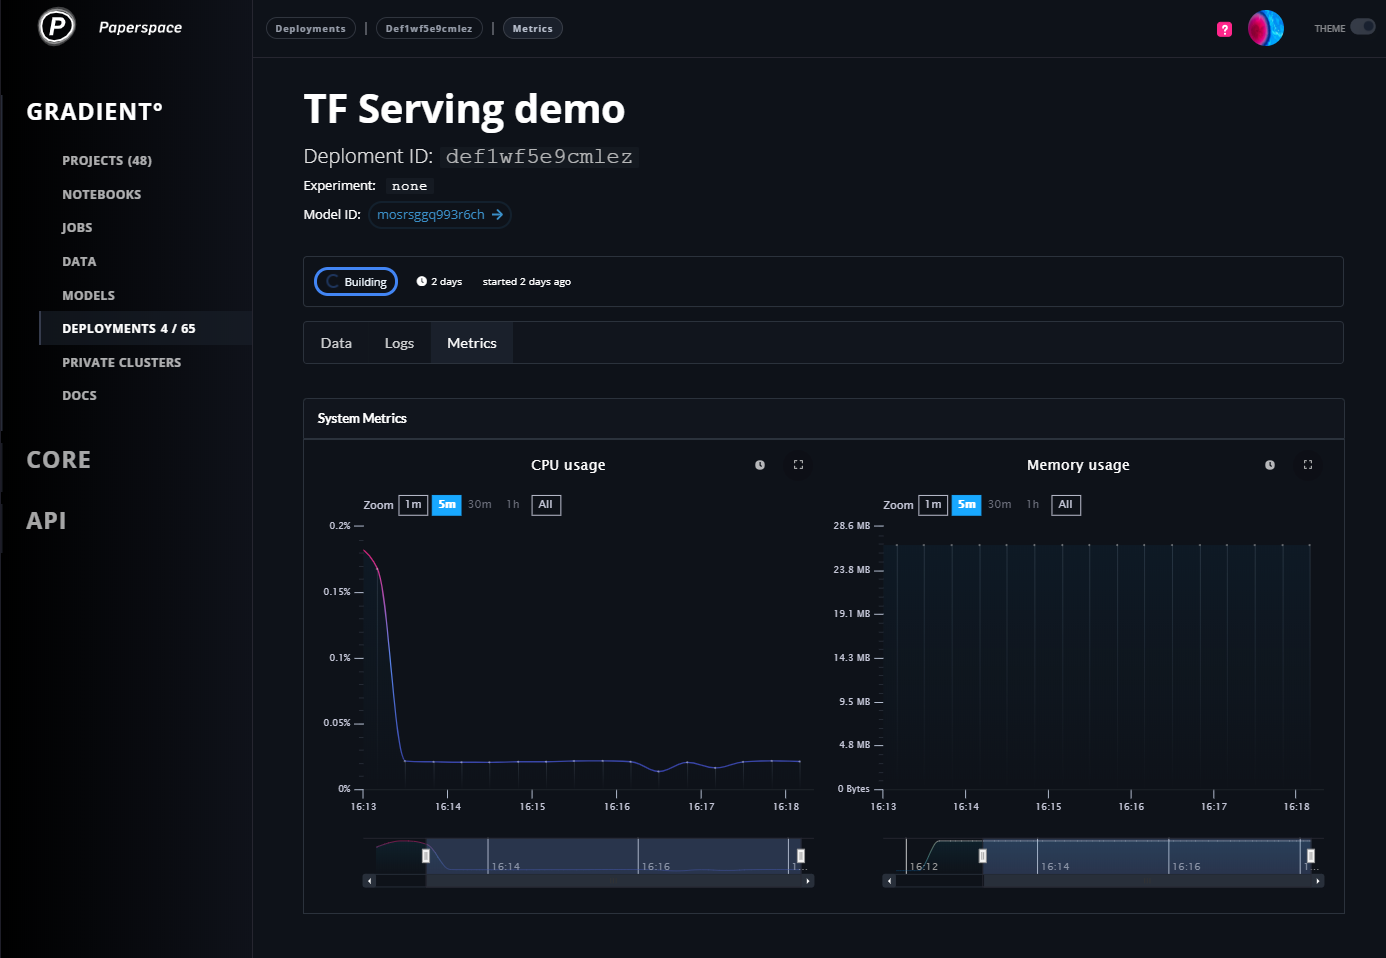 P Paperspace
Deployments | Def1wf5e9cmlez | Metrics
? THEME
GRADIENT°
PROJECTS (48)
NOTEBOOKS
JOBS
DATA
MODELS
DEPLOYMENTS 4 / 65
PRIVATE CLUSTERS
DOCS
CORE
API
TF Serving demo
Deploment ID: def1wf5e9cmlez
Experiment: none
Model ID: mosrsggq993r6ch →
Building 2 days started 2 days ago
Data Logs Metrics
System Metrics
CPU usage
Zoom 1m 5m 30m 1h All
0.2%
0.15%
0.1%
0.05%
0%
16:13 16:14 16:15 16:16 16:17 16:18
16:14 16:16 1...
Memory usage
Zoom 1m 5m 30m 1h All
28.6 MB
23.8 MB
19.1 MB
14.3 MB
9.5 MB
4.8 MB
0 Bytes
16:13 16:14 16:15 16:16 16:17 16:18
16:12 16:14 16:16 1...